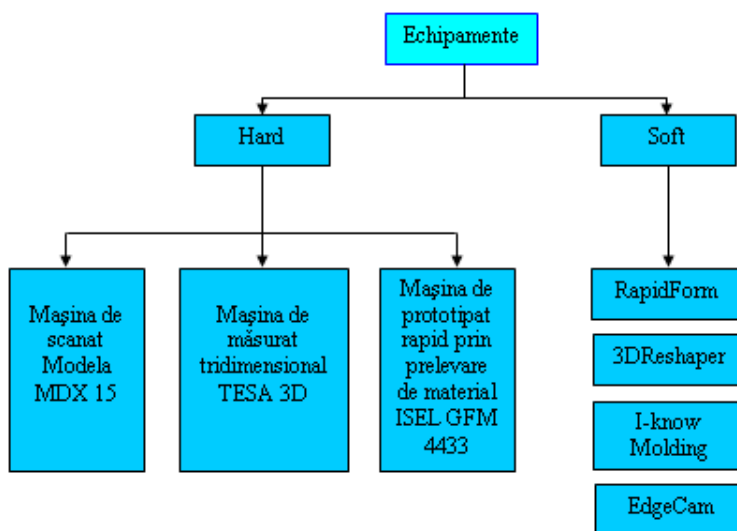 Echipamente
Hard
Soft
Maşina de
scanat
Modela
MDX 15
Maşina de
măsurat
tridimensional
TESA 3D
Maşina de
prototipat
rapid prin
prelevare
de material
ISEL GFM
4433
RapidForm
3DReshaper
I-know
Molding
EdgeCam